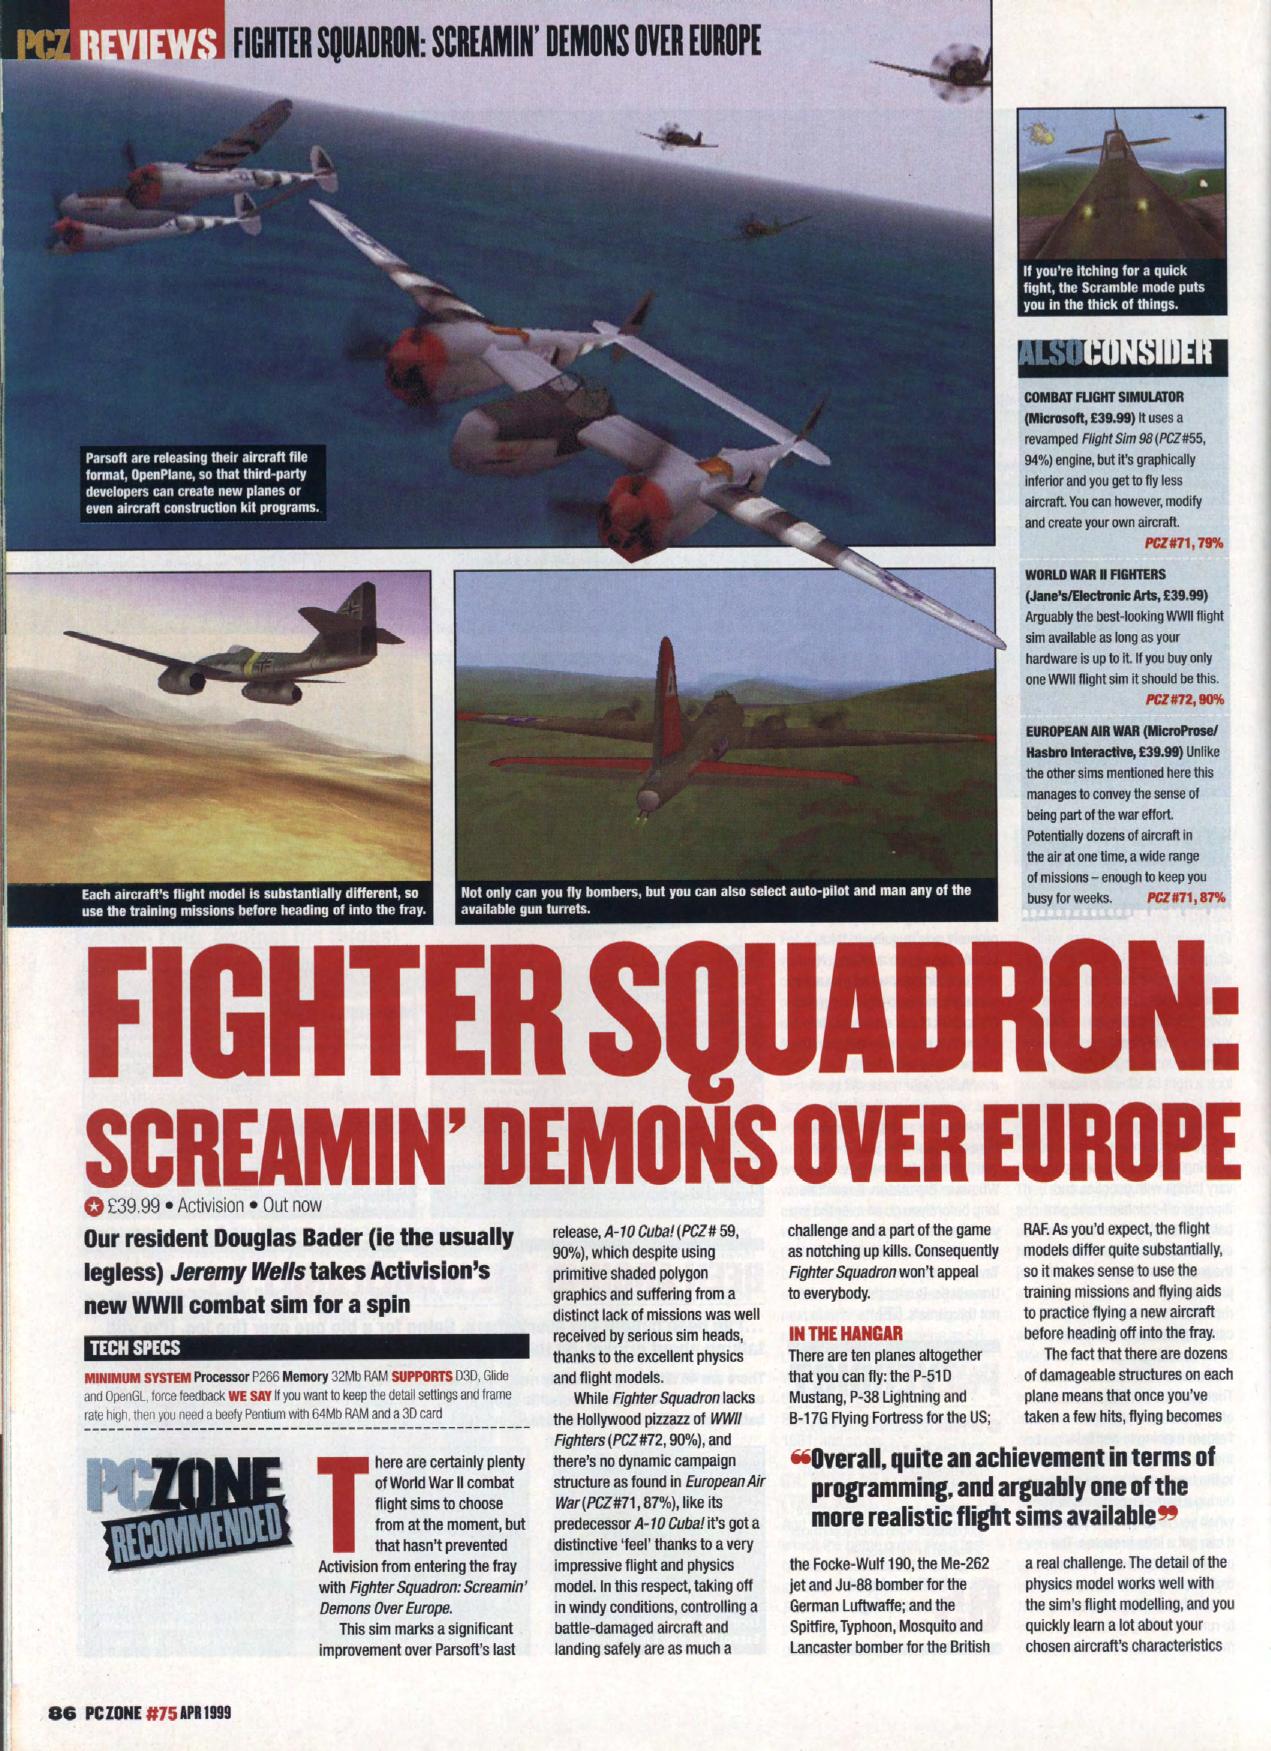 PCZ REVIEWS FIGHTER SQUADRON: SCREAMIN' DEMONS OVER EUROPE
Parsoft are releasing their aircraft file
format, OpenPlane, so that third-party
developers can create new planes or
even aircraft construction kit programs.
If you're itching for a quick
fight, the Scramble mode puts
you in the thick of things.
ALSO CONSIDER
COMBAT FLIGHT SIMULATOR
(Microsoft, £39.99) It uses a
revamped Flight Sim 98 (PCZ #55,
94%) engine, but it's graphically
inferior and you get to fly less
aircraft. You can however, modify
and create your own aircraft.
PCZ #71, 79%
WORLD WAR II FIGHTERS
(Jane's/Electronic Arts, £39.99)
Arguably the best-looking WWII flight
sim available as long as your
hardware is up to it. If you buy only
one WWII flight sim it should be this.
PCZ #72, 90%
EUROPEAN AIR WAR (MicroProse/
Hasbro Interactive, £39.99) Unlike
the other sims mentioned here this
manages to convey the sense of
being part of the war effort.
Potentially dozens of aircraft in
the air at one time, a wide range
of missions – enough to keep you
busy for weeks. PCZ #71, 87%
Each aircraft's flight model is substantially different, so
use the training missions before heading of into the fray.
Not only can you fly bombers, but you can also select auto-pilot and man any of the
available gun turrets.
FIGHTER SQUADRON:
SCREAMIN' DEMONS OVER EUROPE
£39.99 • Activision • Out now
Our resident Douglas Bader (ie the usually
legless) Jeremy Wells takes Activision's
new WWII combat sim for a spin
TECH SPECS
MINIMUM SYSTEM Processor P266 Memory 32Mb RAM SUPPORTS D3D, Glide
and OpenGL, force feedback WE SAY If you want to keep the detail settings and frame
rate high, then you need a beefy Pentium with 64Mb RAM and a 3D card
PCZONE
RECOMMENDED
There are certainly plenty
of World War II combat
flight sims to choose
from at the moment, but
that hasn't prevented
Activision from entering the fray
with Fighter Squadron: Screamin'
Demons Over Europe.
This sim marks a significant
improvement over Parsoft's last
release, A-10 Cuba! (PCZ # 59,
90%), which despite using
primitive shaded polygon
graphics and suffering from a
distinct lack of missions was well
received by serious sim heads,
thanks to the excellent physics
and flight models.
While Fighter Squadron lacks
the Hollywood pizzazz of WWII
Fighters (PCZ #72, 90%), and
there's no dynamic campaign
structure as found in European Air
War (PCZ #71, 87%), like its
predecessor A-10 Cuba! it's got a
distinctive 'feel' thanks to a very
impressive flight and physics
model. In this respect, taking off
in windy conditions, controlling a
battle-damaged aircraft and
landing safely are as much a
challenge and a part of the game
as notching up kills. Consequently
Fighter Squadron won't appeal
to everybody.
IN THE HANGAR
There are ten planes altogether
that you can fly: the P-51D
Mustang, P-38 Lightning and
B-17G Flying Fortress for the US;
the Focke-Wulf 190, the Me-262
jet and Ju-88 bomber for the
German Luftwaffe; and the
Spitfire, Typhoon, Mosquito and
Lancaster bomber for the British
RAF. As you'd expect, the flight
models differ quite substantially,
so it makes sense to use the
training missions and flying aids
to practice flying a new aircraft
before heading off into the fray.
The fact that there are dozens
of damageable structures on each
plane means that once you've
taken a few hits, flying becomes
“Overall, quite an achievement in terms of
programming, and arguably one of the
more realistic flight sims available”
a real challenge. The detail of the
physics model works well with
the sim's flight modelling, and you
quickly learn a lot about your
chosen aircraft's characteristics
86 PC ZONE #75 APR 1999